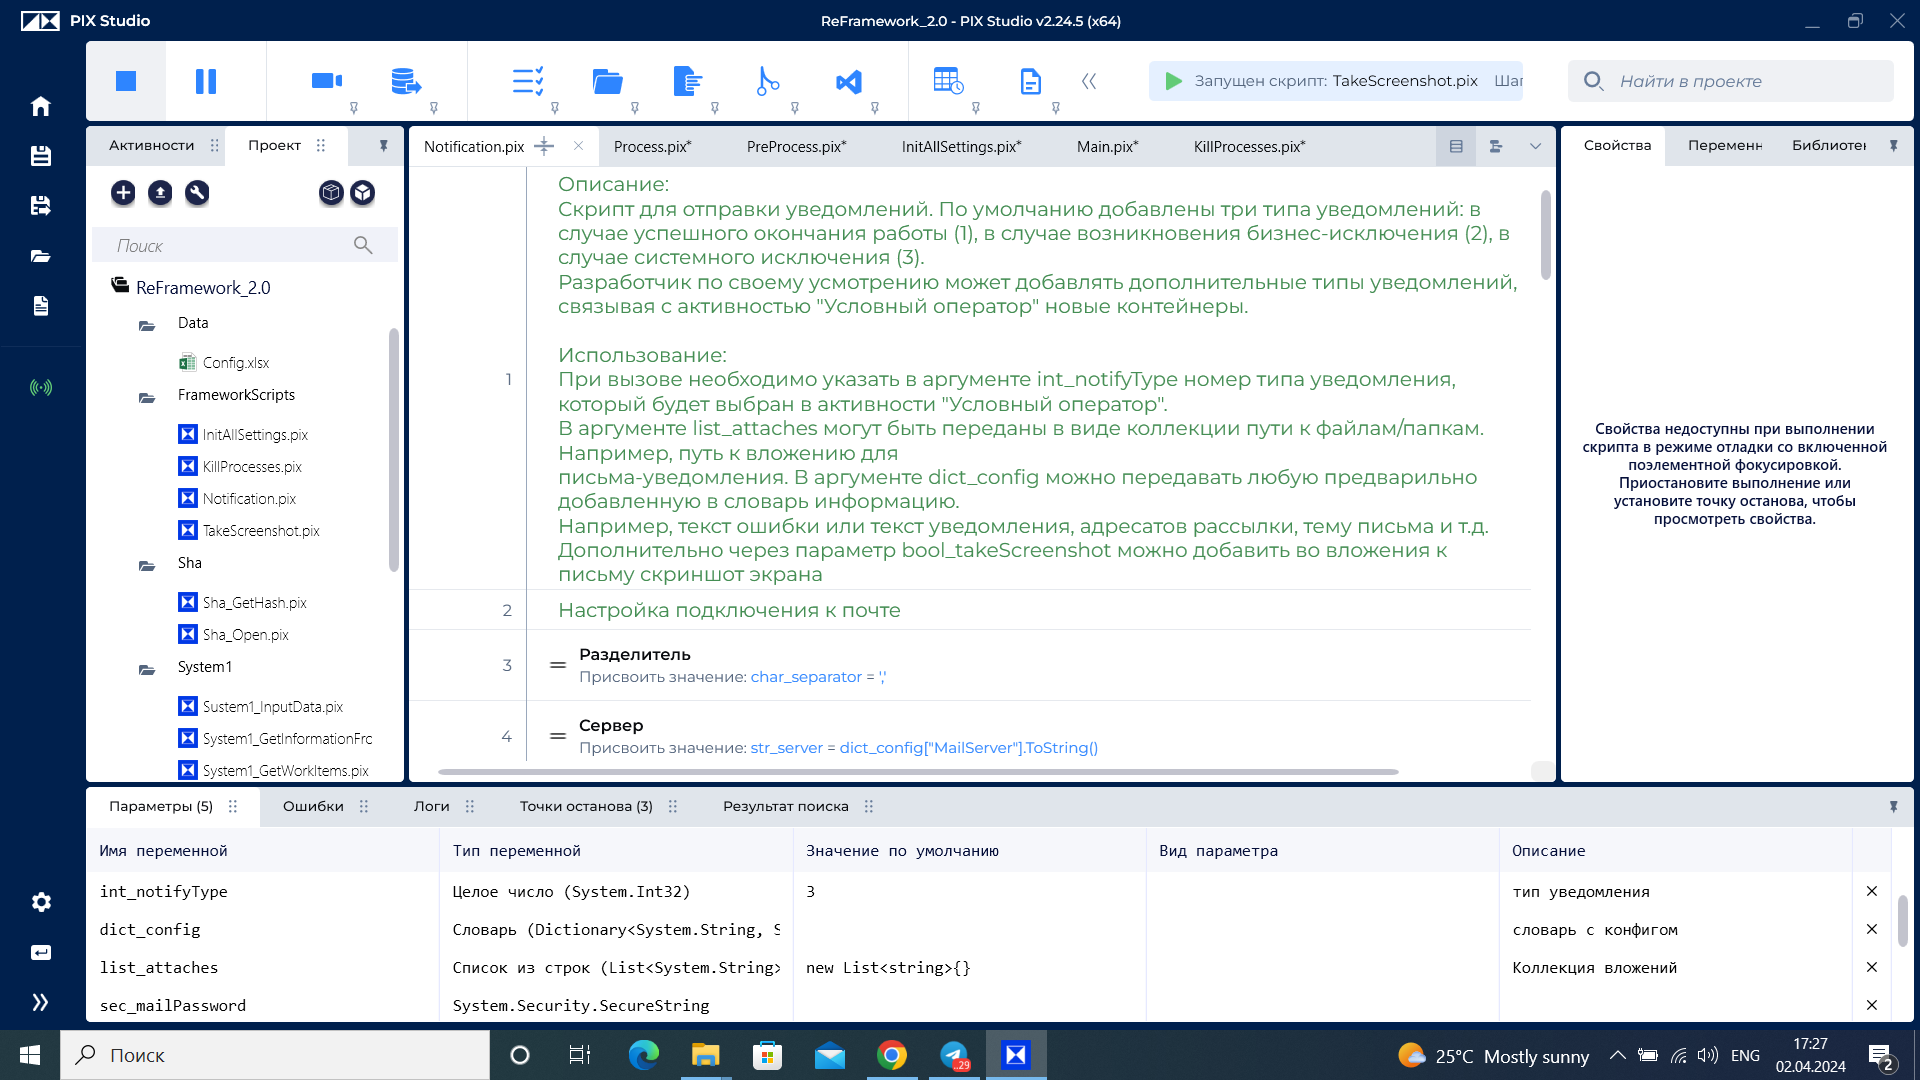 PIX Studio
ReFramework_2.0 - PIX Studio v2.24.5 (x64)
Запущен скрипт: TakeScreenshot.pix Шаг
Найти в проекте
Активности
Проект
Поиск
ReFramework_2.0
Data
Config.xlsx
FrameworkScripts
InitAllSettings.pix
KillProcesses.pix
Notification.pix
TakeScreenshot.pix
Sha
Sha_GetHash.pix
Sha_Open.pix
System1
Sustem1_InputData.pix
System1_GetInformationFrc
System1_GetWorkItems.pix
Notification.pix
Process.pix*
PreProcess.pix*
InitAllSettings.pix*
Main.pix*
KillProcesses.pix*
1
Описание:
Скрипт для отправки уведомлений. По умолчанию добавлены три типа уведомлений: в
случае успешного окончания работы (1), в случае возникновения бизнес-исключения (2), в
случае системного исключения (3).
Разработчик по своему усмотрению может добавлять дополнительные типы уведомлений,
связывая с активностью "Условный оператор" новые контейнеры.
Использование:
При вызове необходимо указать в аргументе int_notifyType номер типа уведомления,
который будет выбран в активности "Условный оператор".
В аргументе list_attaches могут быть переданы в виде коллекции пути к файлам/папкам.
Например, путь к вложению для
письма-уведомления. В аргументе dict_config можно передавать любую предварильно
добавленную в словарь информацию.
Например, текст ошибки или текст уведомления, адресатов рассылки, тему письма и т.д.
Дополнительно через параметр bool_takeScreenshot можно добавить во вложения к
письму скриншот экрана
2 Настройка подключения к почте
3 Разделитель
Присвоить значение: char_separator = ','
4 Сервер
Присвоить значение: str_server = dict_config["MailServer"].ToString()
Свойства
Переменн
Библиотек
Свойства недоступны при выполнении
скрипта в режиме отладки со включенной
поэлементной фокусировкой.
Приостановите выполнение или
установите точку останова, чтобы
просмотреть свойства.
Параметры (5)
Ошибки
Логи
Точки останова (3)
Результат поиска
Имя переменной Тип переменной Значение по умолчанию Вид параметра Описание
int_notifyType Целое число (System.Int32) 3 тип уведомления
dict_config Словарь (Dictionary<System.String, S словарь с конфигом
list_attaches Список из строк (List<System.String> new List<string>{} Коллекция вложений
sec_mailPassword System.Security.SecureString
Поиск
..29
25°C Mostly sunny
ENG
17:27
02.04.2024
2